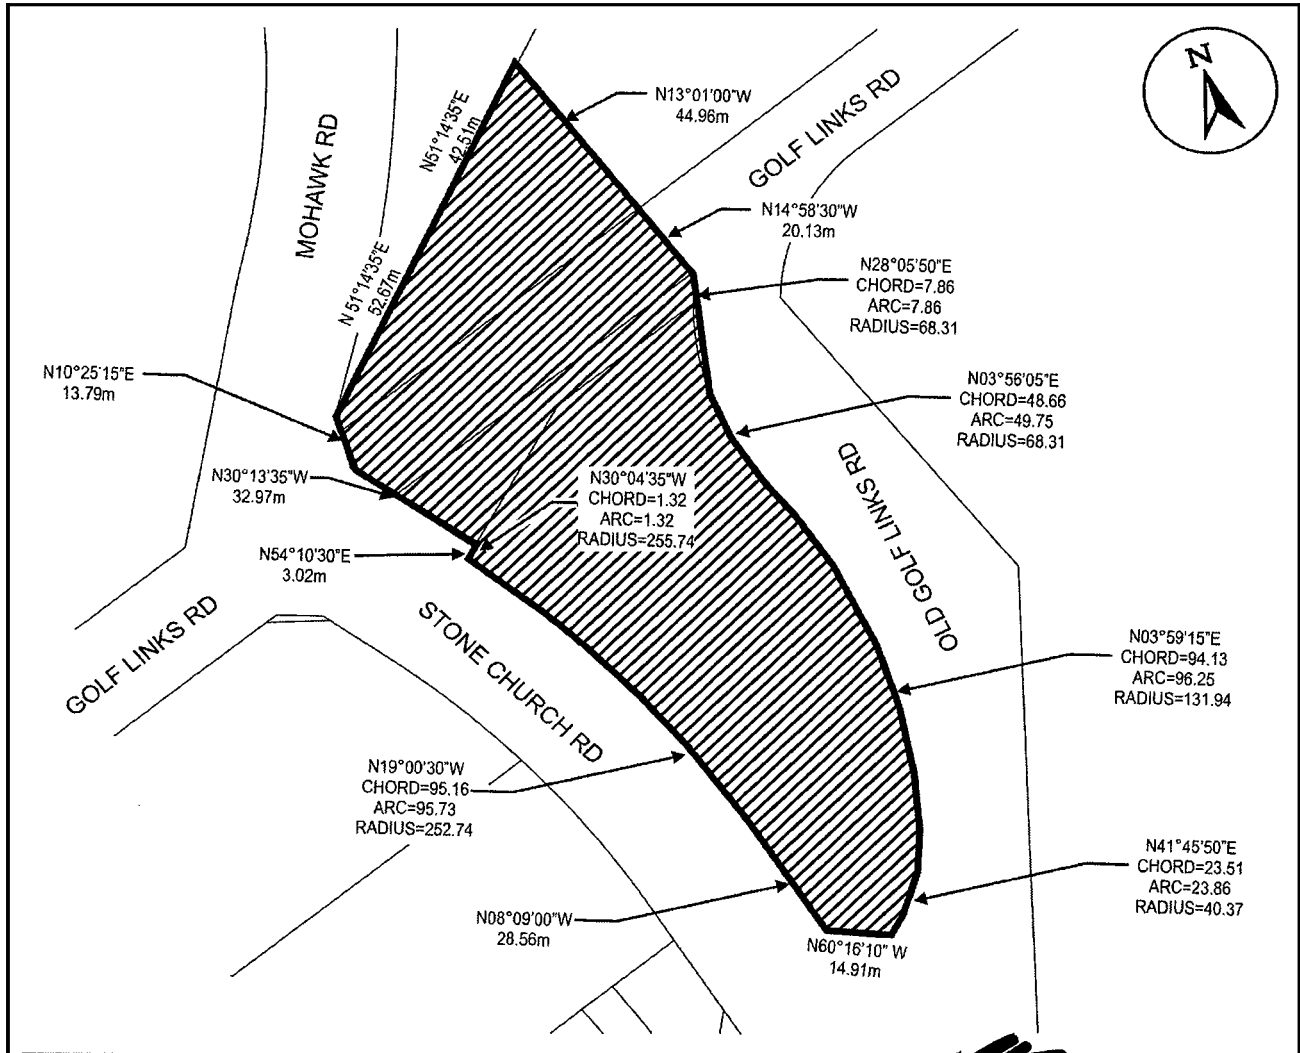 N
N13°01'00"W
44.96m
GOLF LINKS RD
N51°14'35"E
42.51m
MOHAWK RD
N14°58'30"W
20.13m
N28°05'50"E
CHORD=7.86
ARC=7.86
RADIUS=68.31
N 51°14'35"E
52.67m
N10°25'15"E
13.79m
N03°56'05"E
CHORD=48.66
ARC=49.75
RADIUS=68.31
N30°13'35"W
32.97m
N30°04'35"W
CHORD=1.32
ARC=1.32
RADIUS=255.74
OLD GOLF LINKS RD
N54°10'30"E
3.02m
GOLF LINKS RD
STONE CHURCH RD
N03°59'15"E
CHORD=94.13
ARC=96.25
RADIUS=131.94
N19°00'30"W
CHORD=95.16
ARC=95.73
RADIUS=252.74
N41°45'50"E
CHORD=23.51
ARC=23.86
RADIUS=40.37
N08°09'00"W
28.56m
N60°16'10" W
14.91m